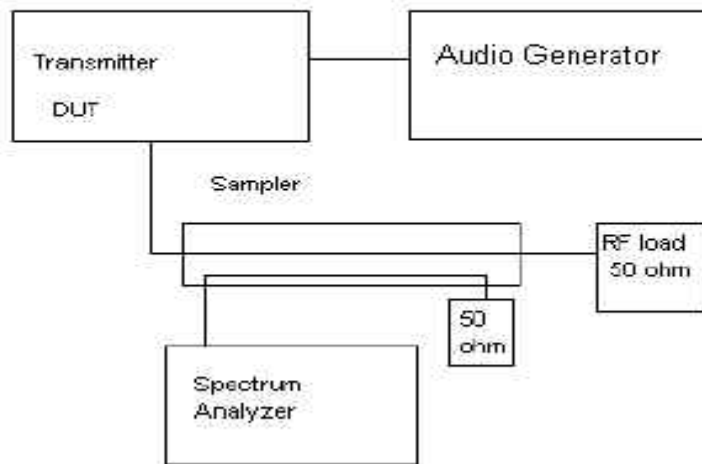 Transmitter
DUT
Audio Generator
Sampler
RF load
50 ohm
50
ohm
Spectrum
Analyzer